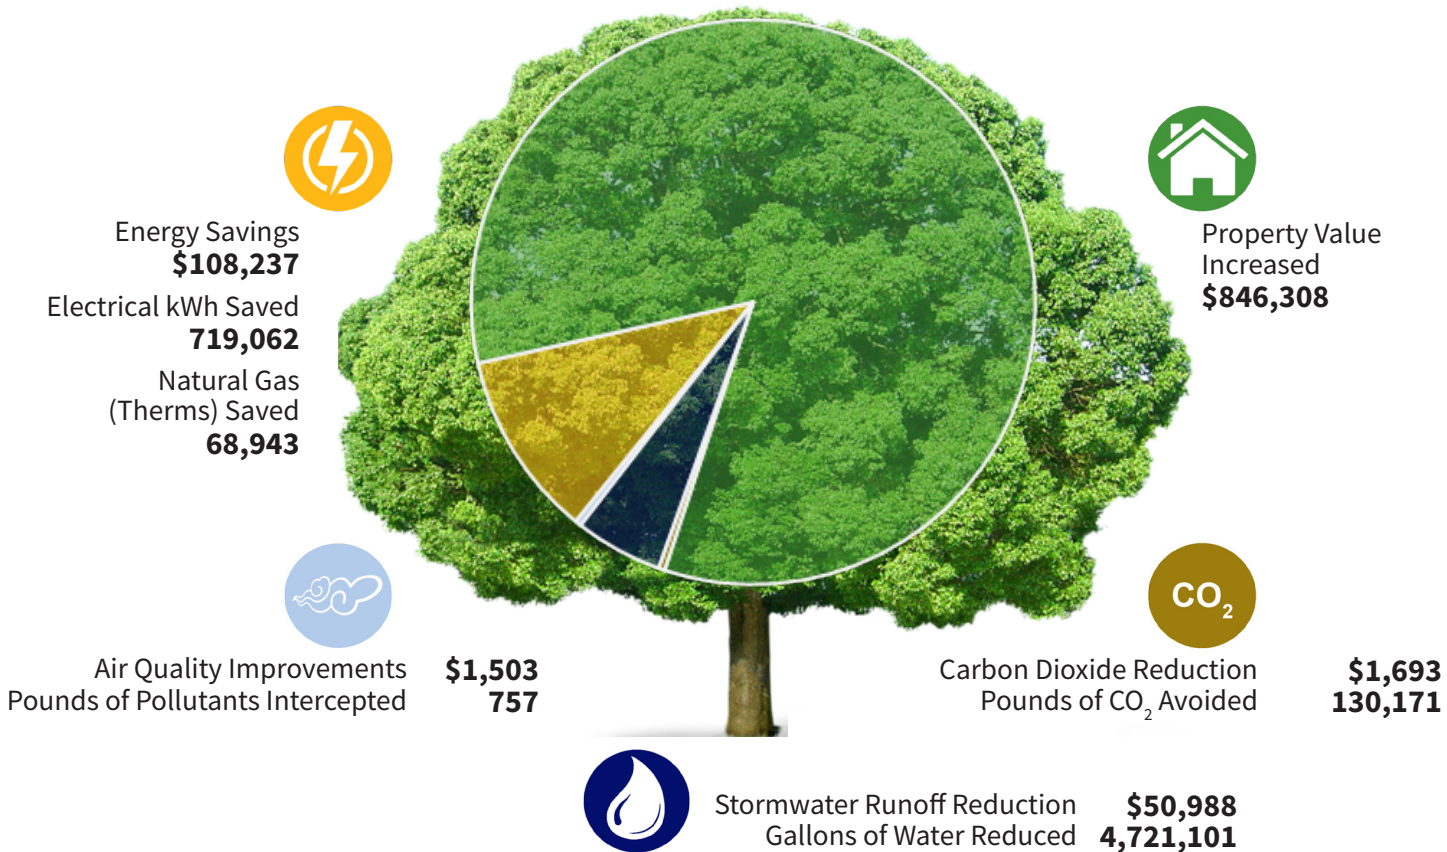 Energy Savings
$108,237
Electrical kWh Saved
719,062
Natural Gas
(Therms) Saved
68,943
Property Value
Increased
$846,308
Air Quality Improvements $1,503
Pounds of Pollutants Intercepted 757
CO₂
Carbon Dioxide Reduction $1,693
Pounds of CO₂ Avoided 130,171
Stormwater Runoff Reduction $50,988
Gallons of Water Reduced 4,721,101